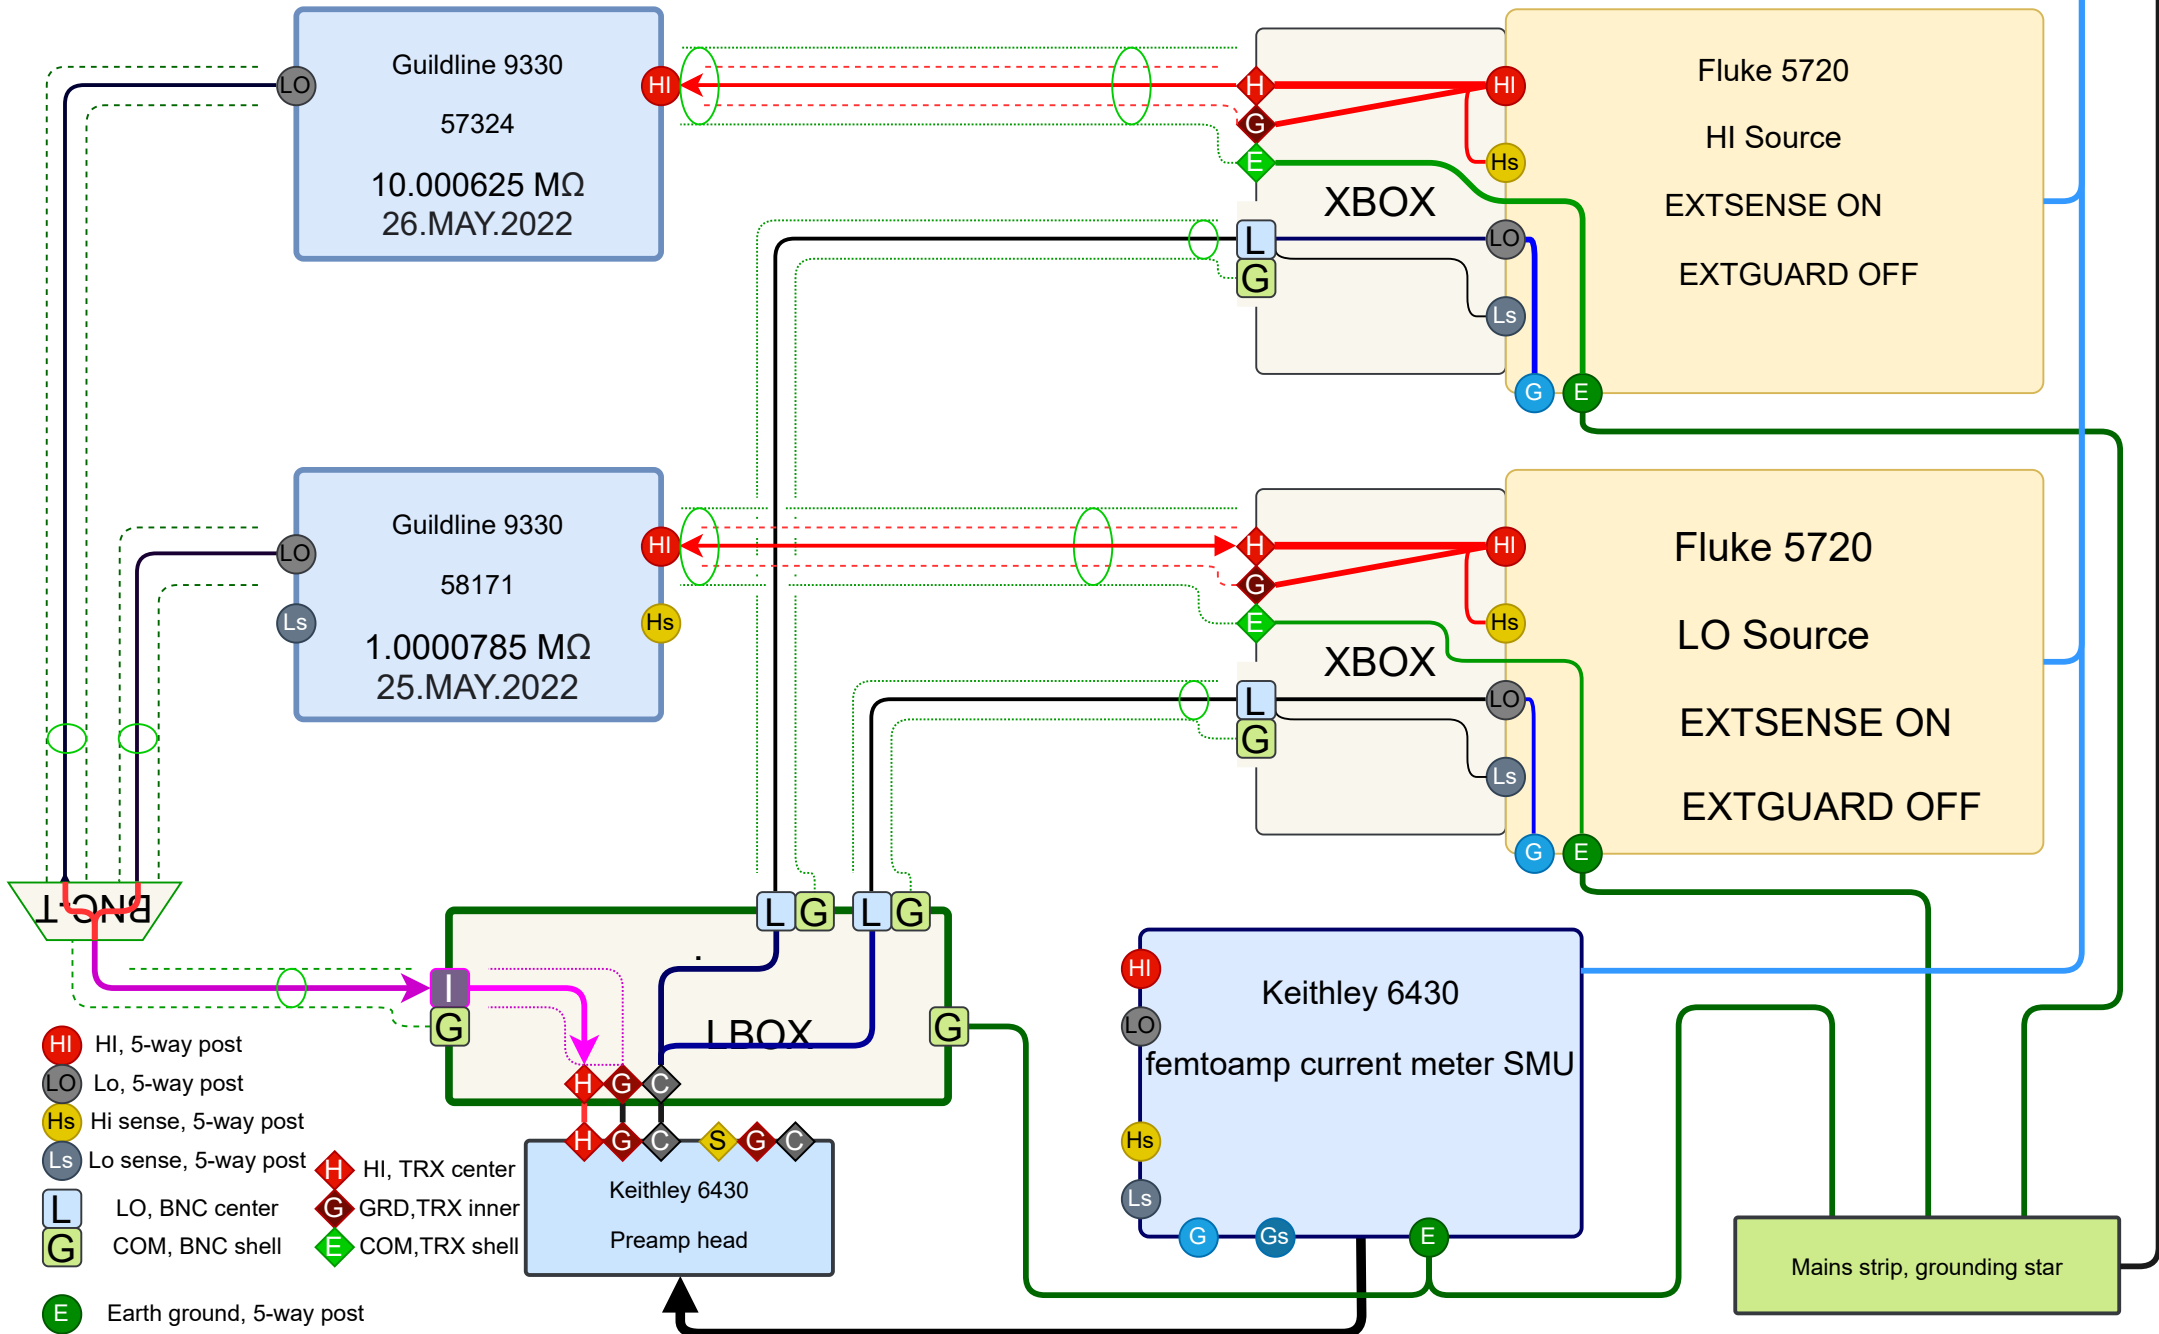 Guildline 9330
57324
10.000625 MΩ
26.MAY.2022
LO
HI
H
G
E
XBOX
L
G
HI
Hs
LO
Ls
G
E
Fluke 5720
HI Source
EXTSENSE ON
EXTGUARD OFF
Guildline 9330
58171
1.0000785 MΩ
25.MAY.2022
LO
Ls
HI
Hs
H
G
E
XBOX
L
G
HI
Hs
LO
Ls
G
E
Fluke 5720
LO Source
EXTSENSE ON
EXTGUARD OFF
BNC-T
L G L G
.
I
G
LBOX
G
H G C
H G C S G C
Keithley 6430
Preamp head
HI
LO
Hs
Ls
G
Gs
E
Keithley 6430
femtoamp current meter SMU
Mains strip, grounding star
HI HI, 5-way post
LO Lo, 5-way post
Hs Hi sense, 5-way post
Ls Lo sense, 5-way post
L LO, BNC center
G COM, BNC shell
E Earth ground, 5-way post
H HI, TRX center
G GRD,TRX inner
E COM,TRX shell